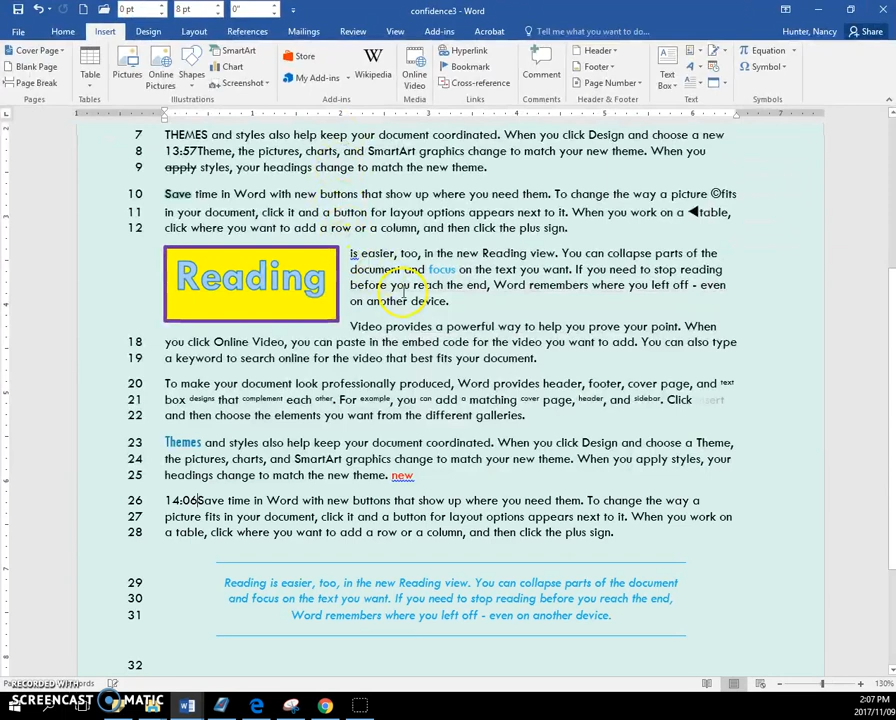 0 pt 8 pt 0" confidence3 - Word
File Home Insert Design Layout References Mailings Review View Add-ins Acrobat Tell me what you want to do... Hunter, Nancy Share
Cover Page Blank Page Page Break Pages
Table Tables
Pictures Online Pictures Shapes SmartArt Chart Screenshot Illustrations
Store My Add-ins Wikipedia Add-ins
Online Video Media
Hyperlink Bookmark Cross-reference Links
Comment Comments
Header Footer Page Number Header & Footer
Text Box Text
Equation Symbol Symbols
1 1 2 3 4 5 6 7
7 THEMES and styles also help keep your document coordinated. When you click Design and choose a new
8 13:57Theme, the pictures, charts, and SmartArt graphics change to match your new theme. When you
9 apply styles, your headings change to match the new theme.
10 Save time in Word with new buttons that show up where you need them. To change the way a picture ©fits
11 in your document, click it and a button for layout options appears next to it. When you work on a ◀table,
12 click where you want to add a row or a column, and then click the plus sign.
Reading
is easier, too, in the new Reading view. You can collapse parts of the
document and focus on the text you want. If you need to stop reading
before you reach the end, Word remembers where you left off - even
on another device.
Video provides a powerful way to help you prove your point. When
18 you click Online Video, you can paste in the embed code for the video you want to add. You can also type
19 a keyword to search online for the video that best fits your document.
20 To make your document look professionally produced, Word provides header, footer, cover page, and text
21 box designs that complement each other. For example, you can add a matching cover page, header, and sidebar. Click Insert
22 and then choose the elements you want from the different galleries.
23 Themes and styles also help keep your document coordinated. When you click Design and choose a Theme,
24 the pictures, charts, and SmartArt graphics change to match your new theme. When you apply styles, your
25 headings change to match the new theme. new
26 14:06Save time in Word with new buttons that show up where you need them. To change the way a
27 picture fits in your document, click it and a button for layout options appears next to it. When you work on
28 a table, click where you want to add a row or a column, and then click the plus sign.
29 Reading is easier, too, in the new Reading view. You can collapse parts of the document
30 and focus on the text you want. If you need to stop reading before you reach the end,
31 Word remembers where you left off - even on another device.
32
RECORDED WITH
SCREENCAST MATIC
130%
2:07 PM
2017/11/09